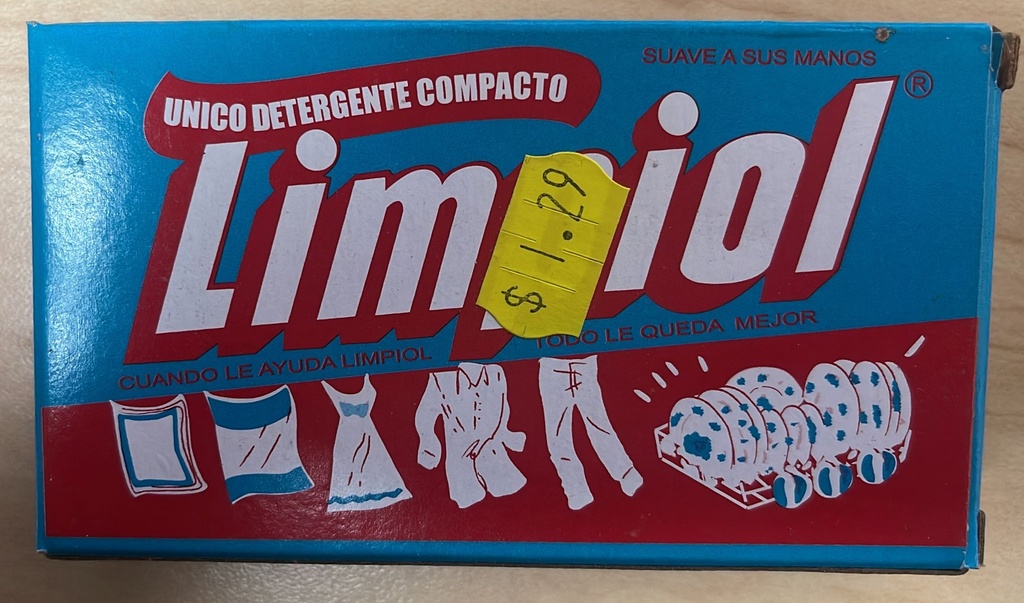 SUAVE A SUS MANOS
UNICO DETERGENTE COMPACTO
Limpiol®
$1.29
CUANDO LE AYUDA LIMPIOL
TODO LE QUEDA MEJOR